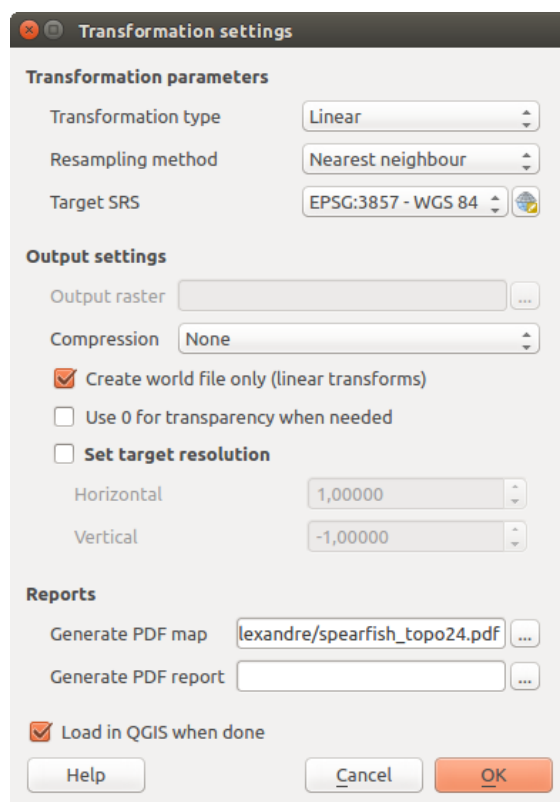 Transformation settings
Transformation parameters
Transformation type Linear
Resampling method Nearest neighbour
Target SRS EPSG:3857 - WGS 84
Output settings
Output raster ...
Compression None
Create world file only (linear transforms)
Use 0 for transparency when needed
Set target resolution
Horizontal 1,00000
Vertical -1,00000
Reports
Generate PDF map lexandre/spearfish_topo24.pdf ...
Generate PDF report ...
Load in QGIS when done
Help Cancel OK